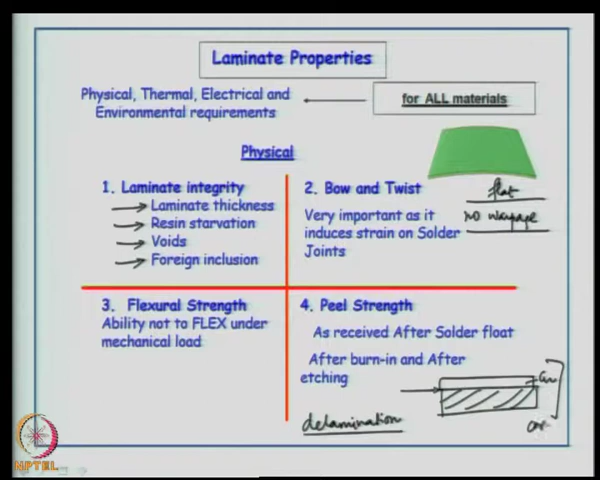 Laminate Properties
Physical, Thermal, Electrical and
Environmental requirements
for ALL materials
Physical
1. Laminate integrity
Laminate thickness
Resin starvation
Voids
Foreign inclusion
2. Bow and Twist
Very important as it
induces strain on Solder
Joints
flat
no warpage
3. Flexural Strength
Ability not to FLEX under
mechanical load
4. Peel Strength
As received After Solder float
After burn-in and After
etching
Cu
delamination
NPTEL